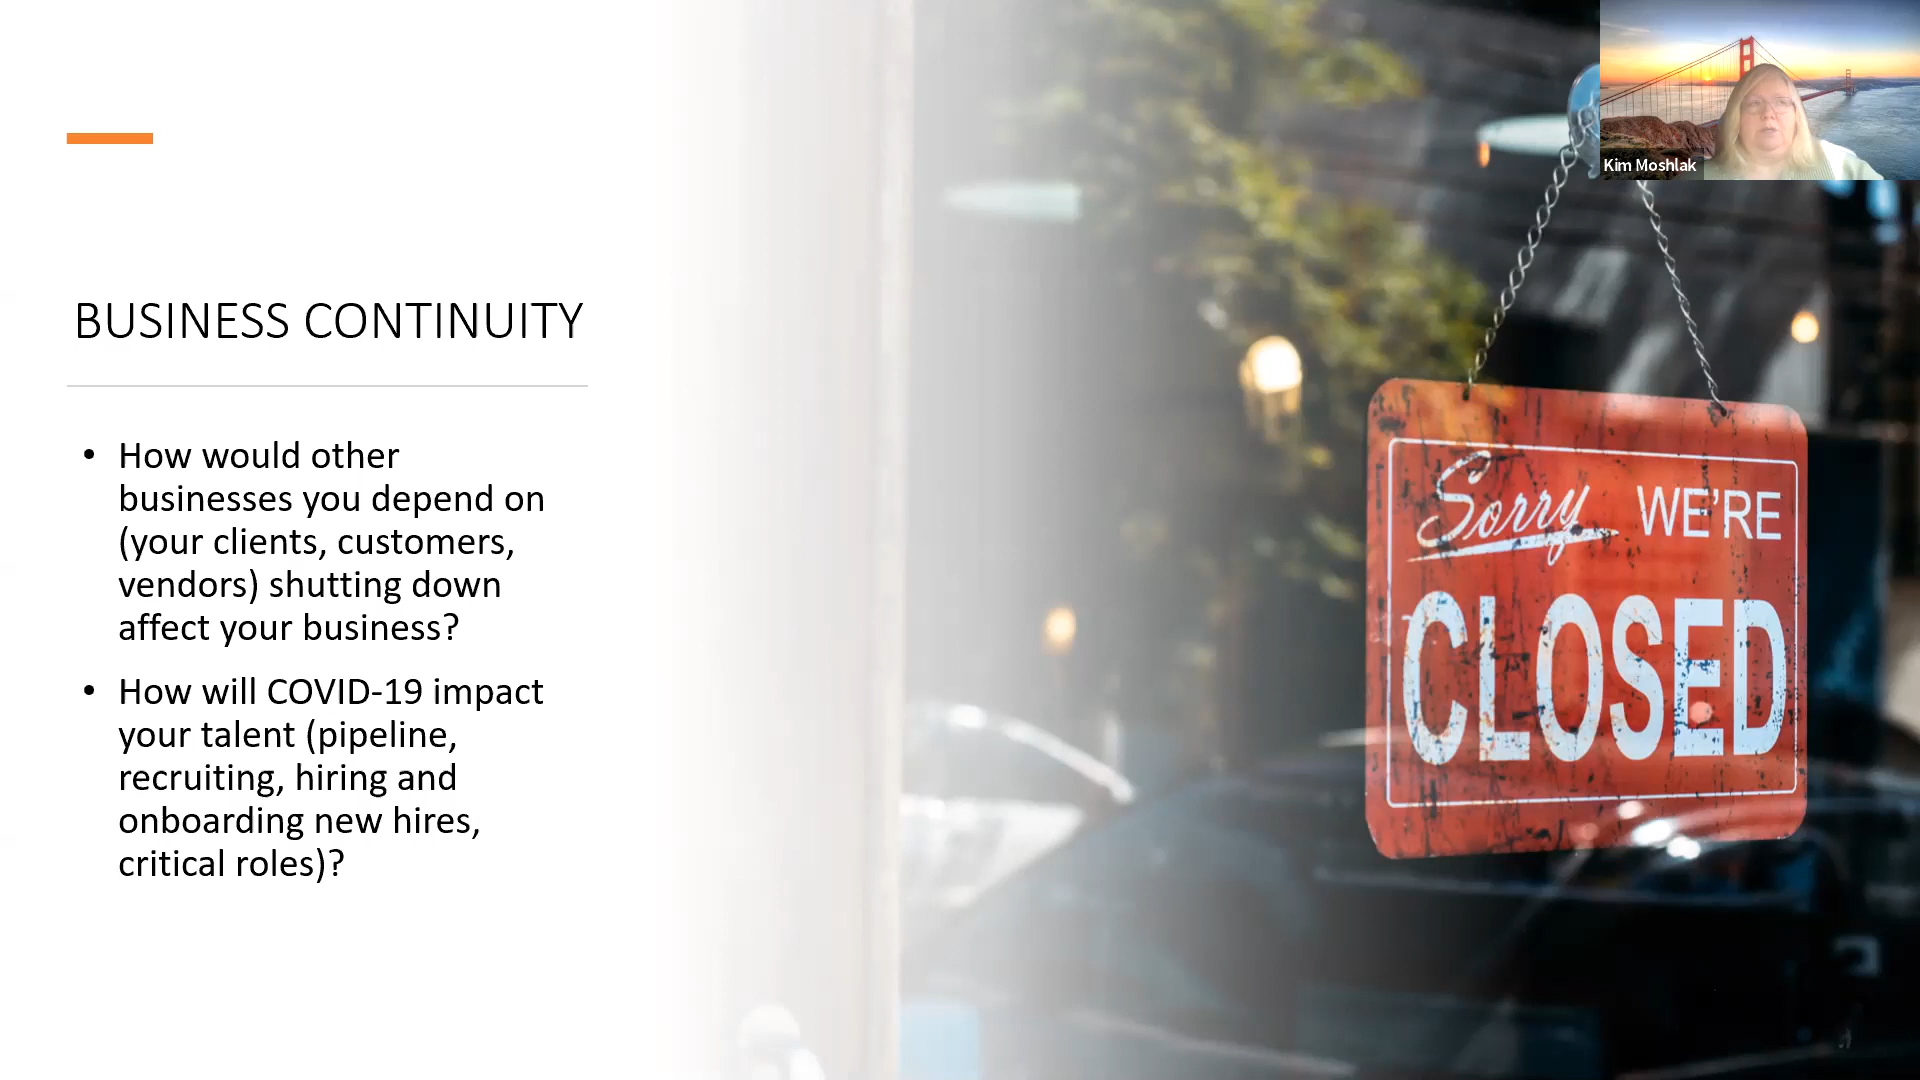 BUSINESS CONTINUITY
• How would other
businesses you depend on
(your clients, customers,
vendors) shutting down
affect your business?
• How will COVID-19 impact
your talent (pipeline,
recruiting, hiring and
onboarding new hires,
critical roles)?
Kim Moshlak
Sorry WE'RE
CLOSED